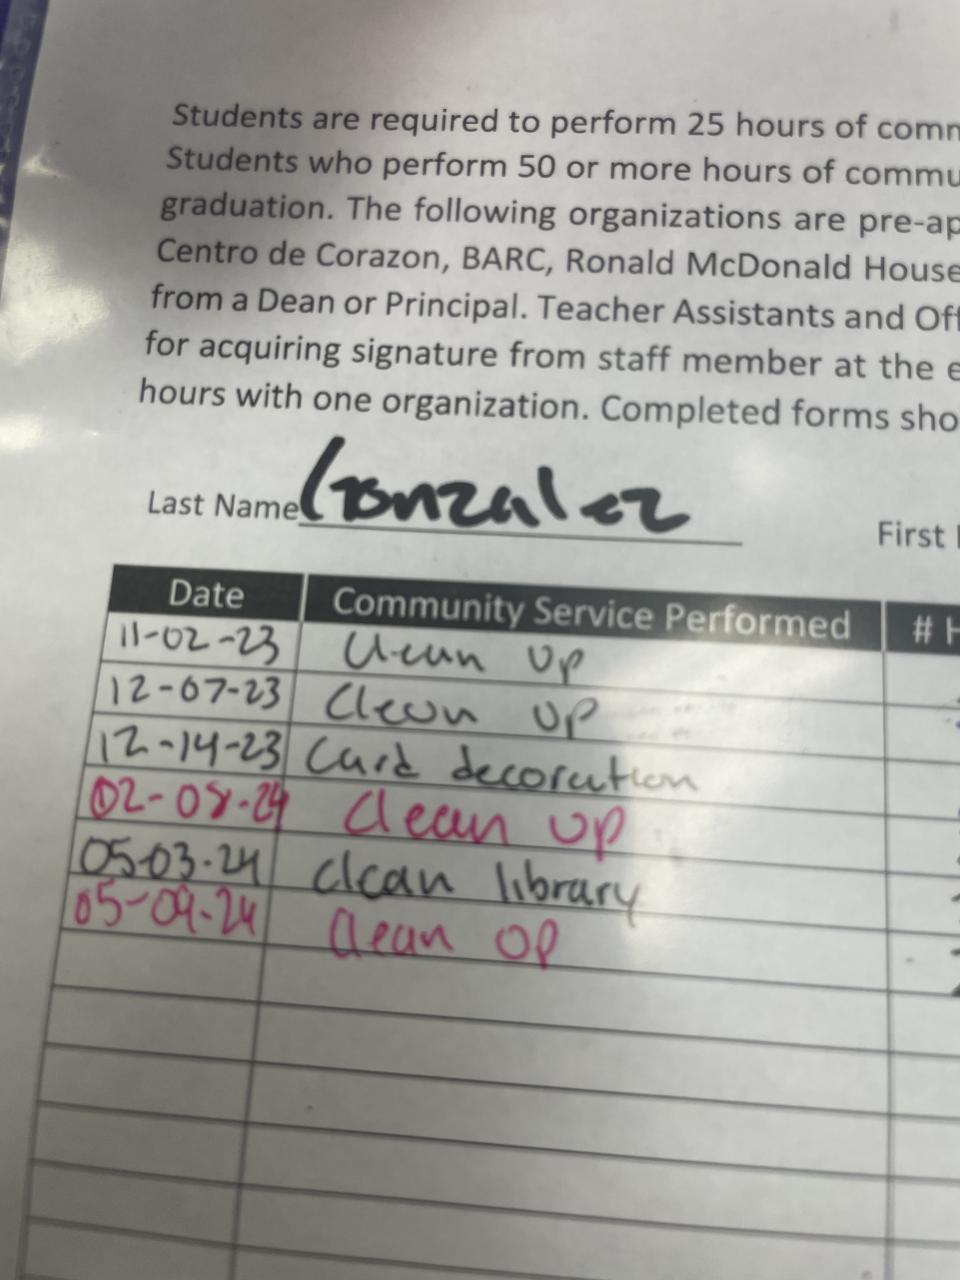 Students are required to perform 25 hours of comm
Students who perform 50 or more hours of commu
graduation. The following organizations are pre-ap
Centro de Corazon, BARC, Ronald McDonald House
from a Dean or Principal. Teacher Assistants and Off
for acquiring signature from staff member at the e
hours with one organization. Completed forms sho
Last Name Gonzalez First
Date Community Service Performed # H
11-02-23 Clean up
12-07-23 Clean up
12-14-23 Card decoration
02-08-24 Clean up
05-03-24 clean library
05-09-24 Clean up